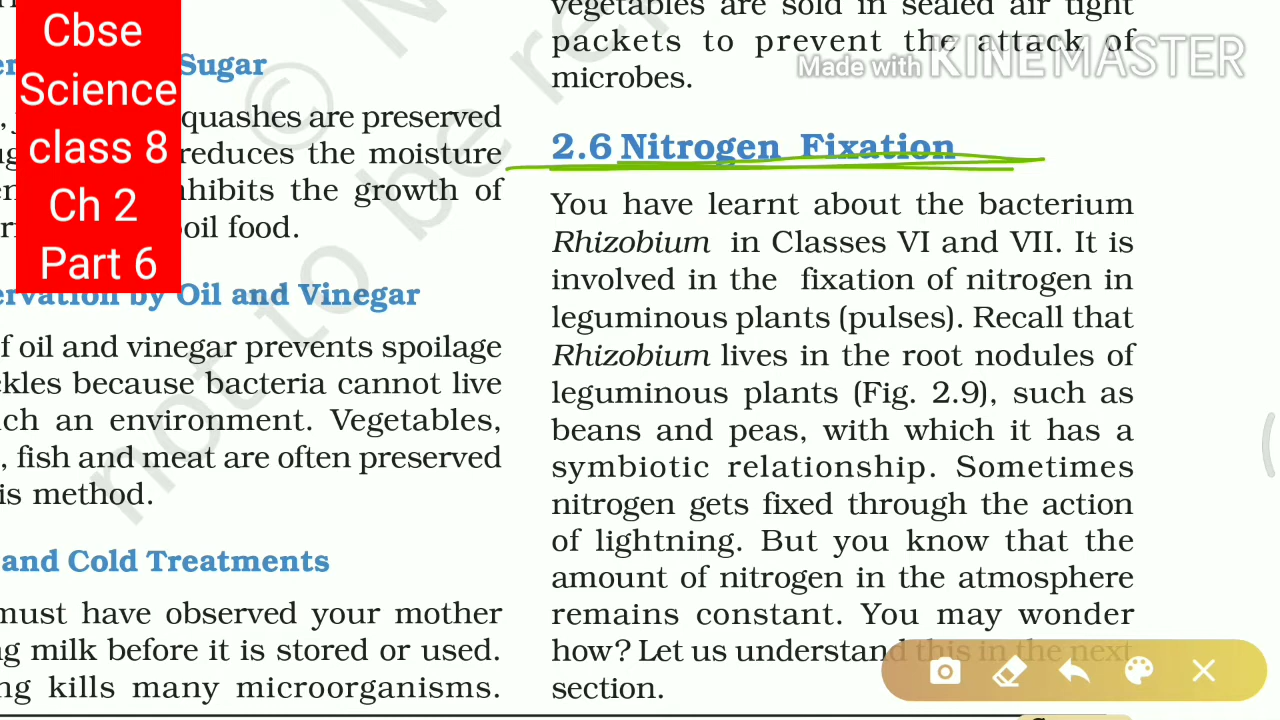 Cbse
Science
class 8
Ch 2
Part 6
Sugar
quashes are preserved
reduces the moisture
nhibits the growth of
oil food.
ervation by Oil and Vinegar
f oil and vinegar prevents spoilage
ckles because bacteria cannot live
ch an environment. Vegetables,
, fish and meat are often preserved
is method.
and Cold Treatments
must have observed your mother
ng milk before it is stored or used.
ng kills many microorganisms.
vegetables are sold in sealed air tight
packets to prevent the attack of
microbes.
Made with KINEMASTER
2.6 Nitrogen Fixation
You have learnt about the bacterium
Rhizobium in Classes VI and VII. It is
involved in the fixation of nitrogen in
leguminous plants (pulses). Recall that
Rhizobium lives in the root nodules of
leguminous plants (Fig. 2.9), such as
beans and peas, with which it has a
symbiotic relationship. Sometimes
nitrogen gets fixed through the action
of lightning. But you know that the
amount of nitrogen in the atmosphere
remains constant. You may wonder
how? Let us understand this in the next
section.
© N
not to be re